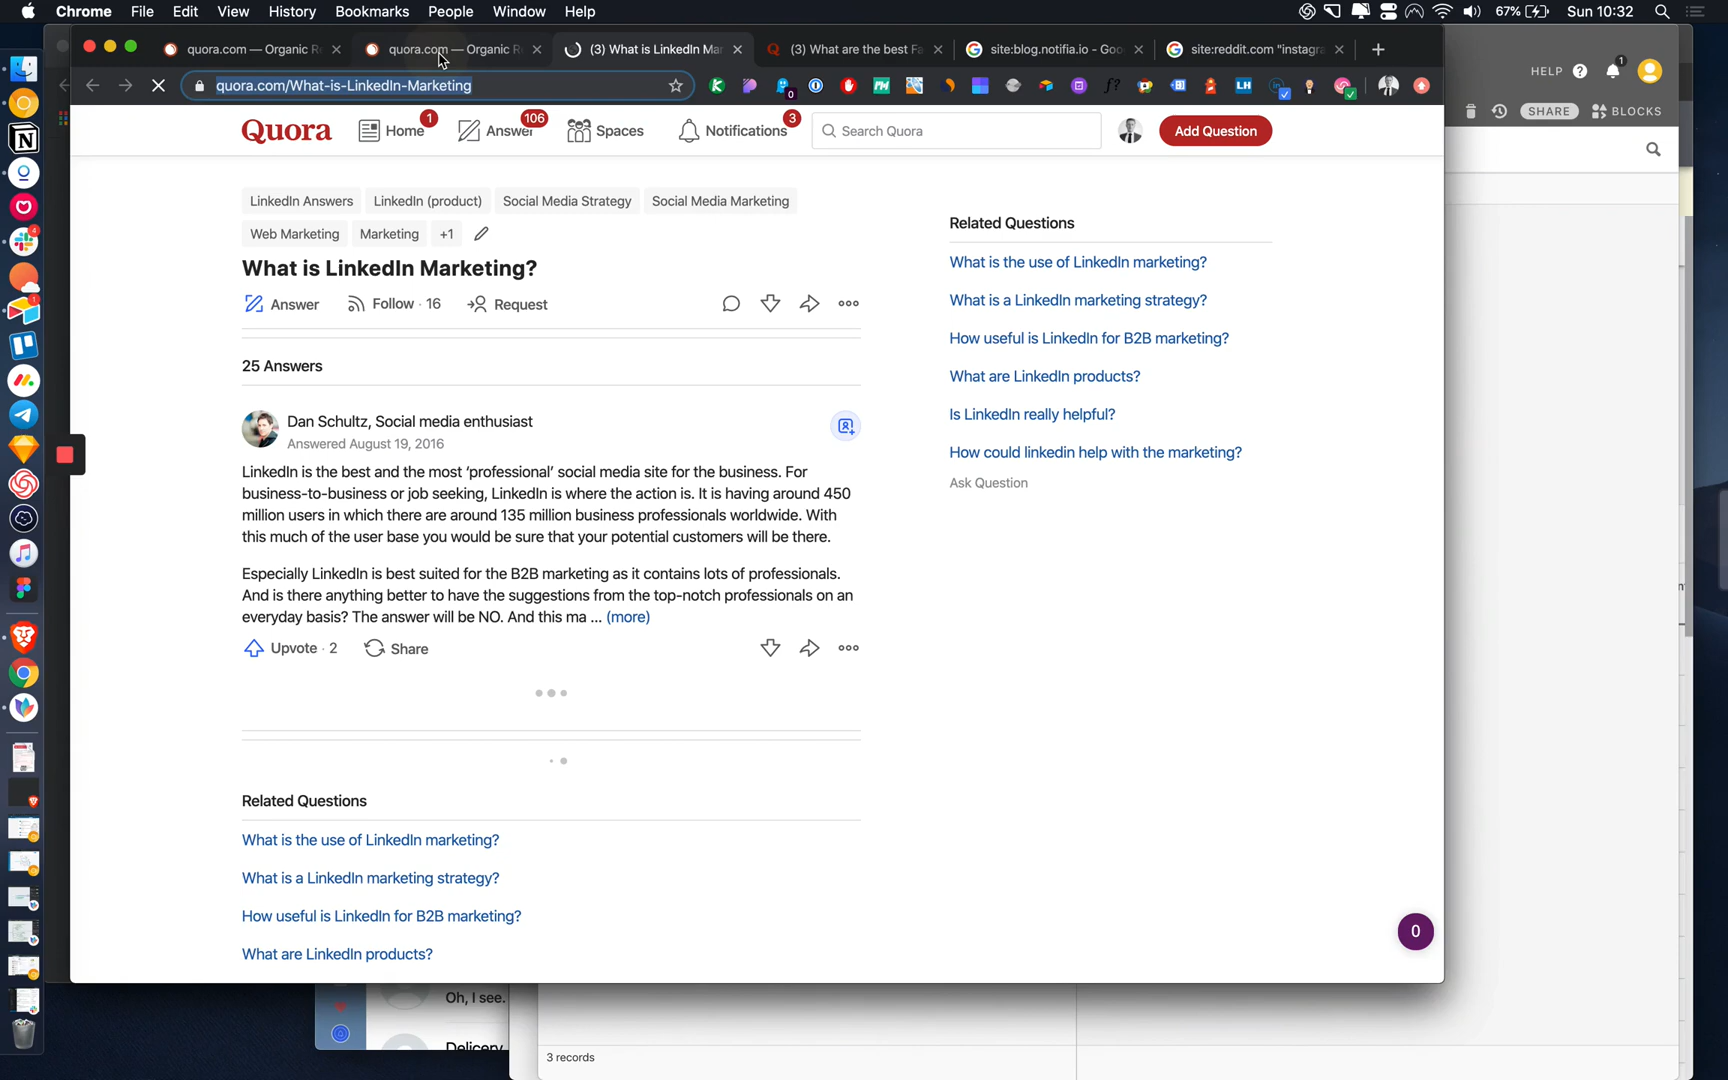 Chrome File Edit View History Bookmarks People Window Help
67% Sun 10:32
quora.com — Organic R
quora.com — Organic R
(3) What is LinkedIn Mar
(3) What are the best Fa
site:blog.notifia.io - Goo
site:reddit.com "instagra
quora.com/What-is-LinkedIn-Marketing
HELP
1
SHARE
BLOCKS
Quora
Home
1
Answer
106
Spaces
Notifications
3
Search Quora
Add Question
LinkedIn Answers
LinkedIn (product)
Social Media Strategy
Social Media Marketing
Web Marketing
Marketing
+1
What is LinkedIn Marketing?
Answer
Follow · 16
Request
25 Answers
Dan Schultz, Social media enthusiast
Answered August 19, 2016
LinkedIn is the best and the most ‘professional’ social media site for the business. For
business-to-business or job seeking, LinkedIn is where the action is. It is having around 450
million users in which there are around 135 million business professionals worldwide. With
this much of the user base you would be sure that your potential customers will be there.
Especially LinkedIn is best suited for the B2B marketing as it contains lots of professionals.
And is there anything better to have the suggestions from the top-notch professionals on an
everyday basis? The answer will be NO. And this ma ... (more)
Upvote · 2
Share
Related Questions
What is the use of LinkedIn marketing?
What is a LinkedIn marketing strategy?
How useful is LinkedIn for B2B marketing?
What are LinkedIn products?
Related Questions
What is the use of LinkedIn marketing?
What is a LinkedIn marketing strategy?
How useful is LinkedIn for B2B marketing?
What are LinkedIn products?
Is LinkedIn really helpful?
How could linkedin help with the marketing?
Ask Question
0
Oh, I see.
Delicery
3 records